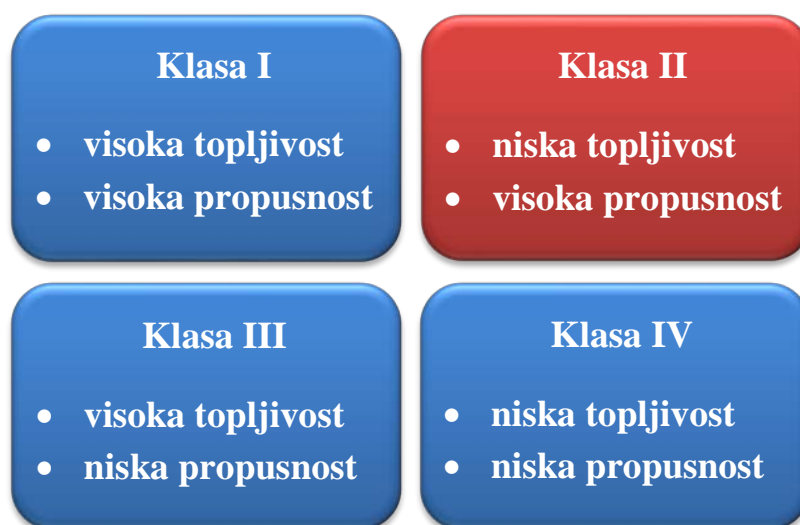 Klasa I
• visoka topljivost
• visoka propusnost
Klasa II
• niska topljivost
• visoka propusnost
Klasa III
• visoka topljivost
• niska propusnost
Klasa IV
• niska topljivost
• niska propusnost